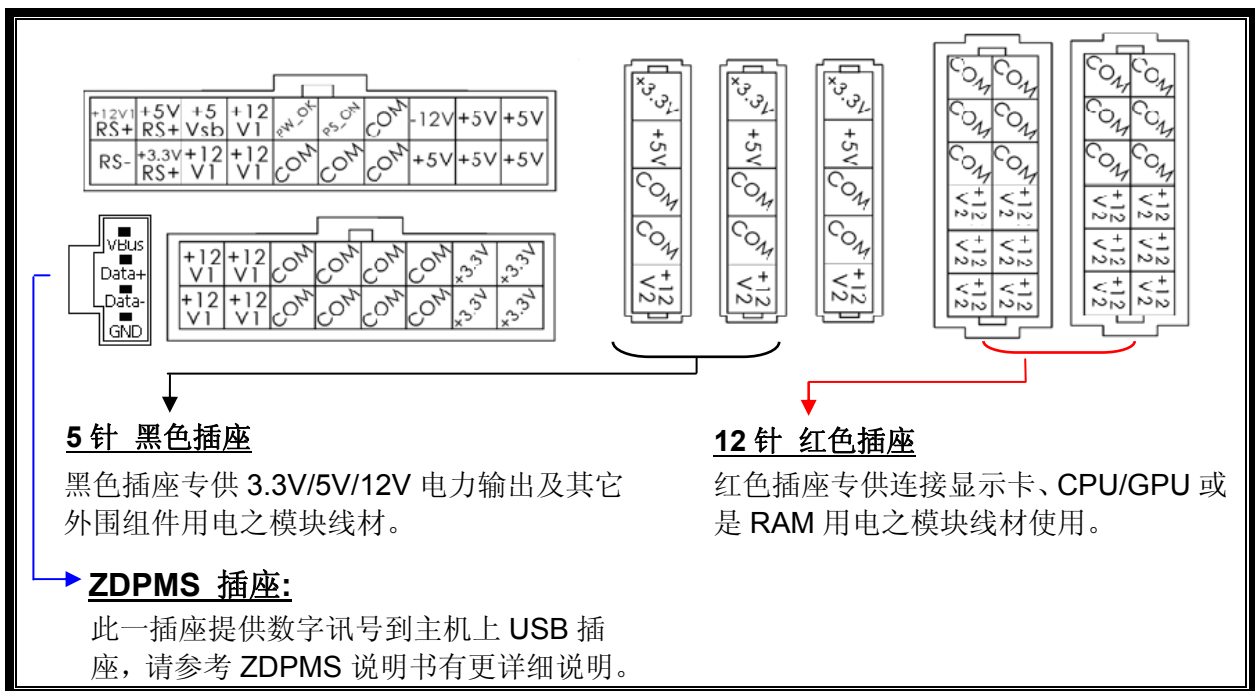 +12V1 RS+ +5V RS+ +5 Vsb +12 V1 PW_OK PS_ON COM -12V +5V +5V
RS- +3.3V RS+ +12 V1 +12 V1 COM COM COM +5V +5V +5V
VBus
Data+
Data-
GND
+12 V1 +12 V1 COM COM COM COM +3.3V +3.3V
+12 V1 +12 V1 COM COM COM COM +3.3V +3.3V
+3.3V
+5V
COM
COM
+12 V2
+3.3V
+5V
COM
COM
+12 V2
+3.3V
+5V
COM
COM
+12 V2
COM COM
COM COM
COM COM
+12 V2 +12 V2
+12 V2 +12 V2
+12 V2 +12 V2
COM COM
COM COM
COM COM
+12 V2 +12 V2
+12 V2 +12 V2
+12 V2 +12 V2
5 针 黑色插座
黑色插座专供 3.3V/5V/12V 电力输出及其它
外围组件用电之模块线材。
12 针 红色插座
红色插座专供连接显示卡、CPU/GPU 或
是 RAM 用电之模块线材使用。
ZDPMS 插座:
此一插座提供数字讯号到主机上 USB 插
座，请参考 ZDPMS 说明书有更详细说明。